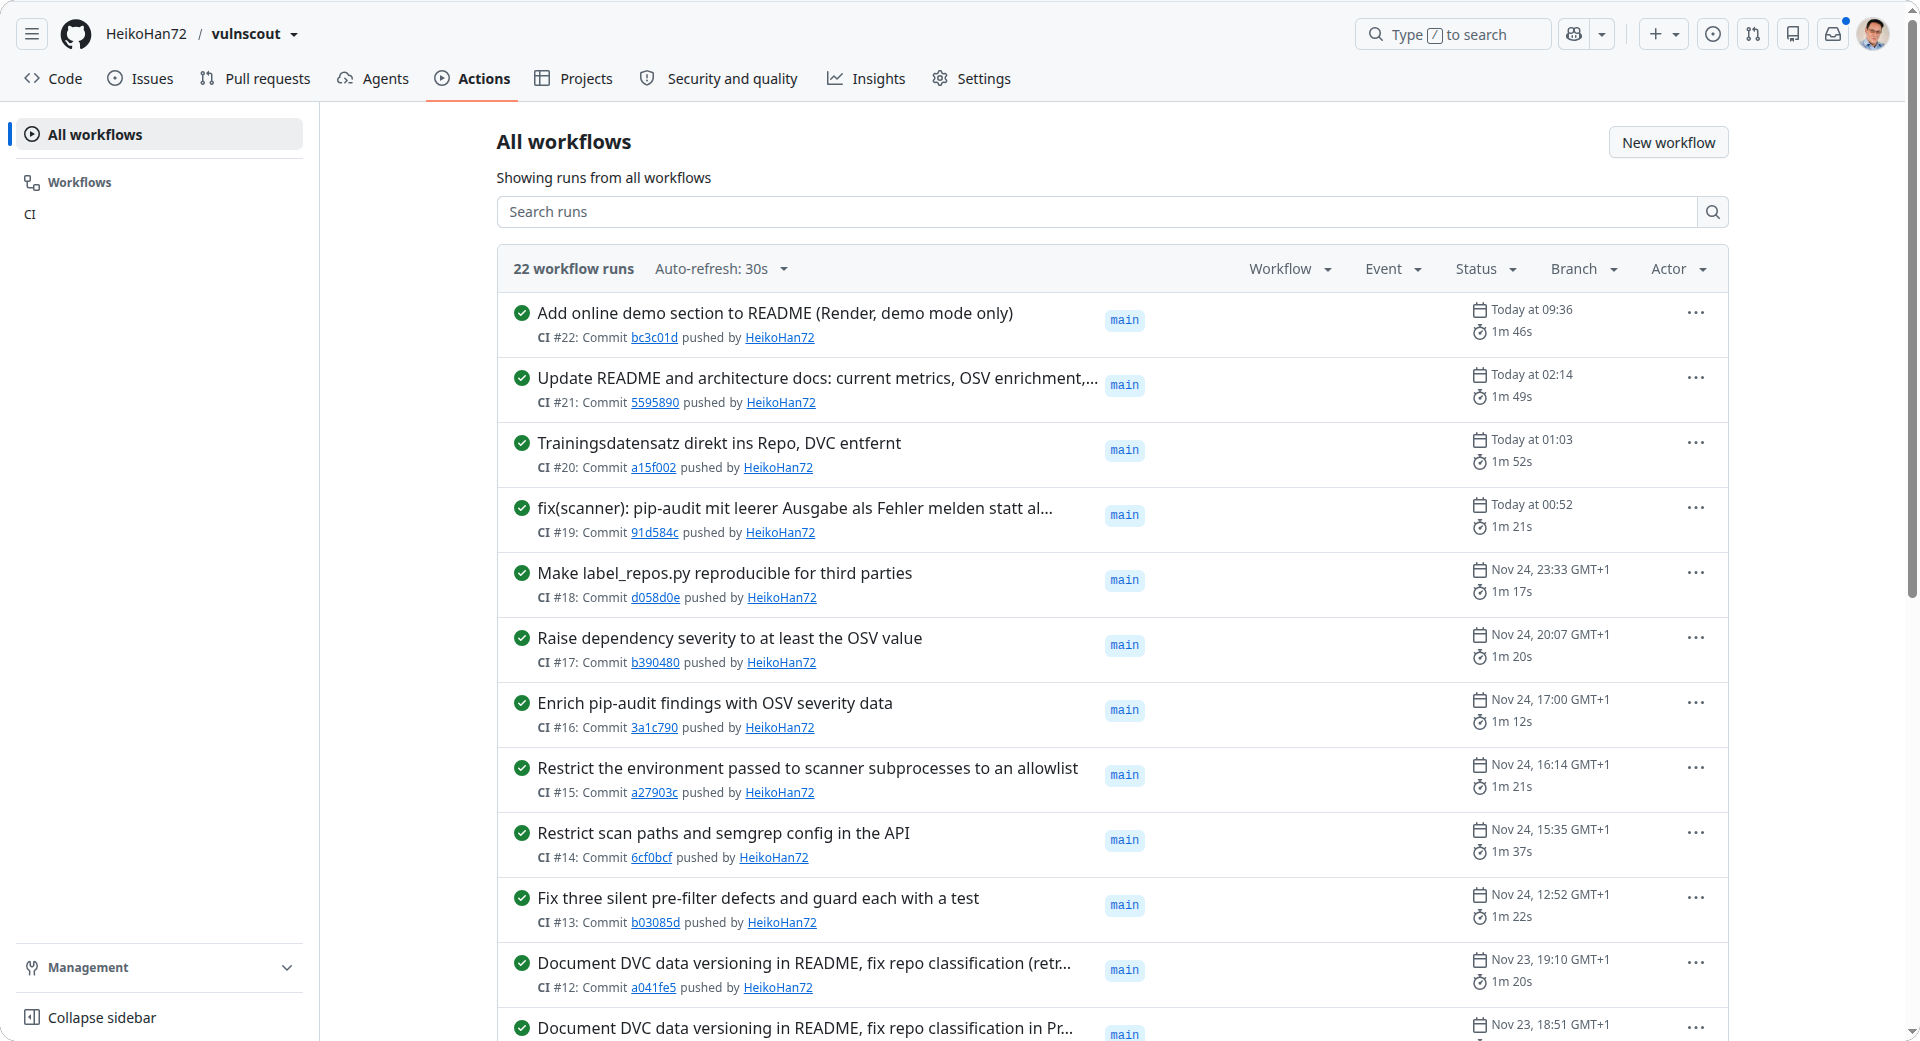 HeikoHan72 / vulnscout
Type / to search
Code
Issues
Pull requests
Agents
Actions
Projects
Security and quality
Insights
Settings
All workflows
Workflows
CI
Management
Collapse sidebar
All workflows
New workflow
Showing runs from all workflows
Search runs
22 workflow runs Auto-refresh: 30s Workflow Event Status Branch Actor
Add online demo section to README (Render, demo mode only) main Today at 09:36
CI #22: Commit bc3c01d pushed by HeikoHan72 1m 46s
Update README and architecture docs: current metrics, OSV enrichment,... main Today at 02:14
CI #21: Commit 5595890 pushed by HeikoHan72 1m 49s
Trainingsdatensatz direkt ins Repo, DVC entfernt main Today at 01:03
CI #20: Commit a15f002 pushed by HeikoHan72 1m 52s
fix(scanner): pip-audit mit leerer Ausgabe als Fehler melden statt al... main Today at 00:52
CI #19: Commit 91d584c pushed by HeikoHan72 1m 21s
Make label_repos.py reproducible for third parties main Nov 24, 23:33 GMT+1
CI #18: Commit d058d0e pushed by HeikoHan72 1m 17s
Raise dependency severity to at least the OSV value main Nov 24, 20:07 GMT+1
CI #17: Commit b390480 pushed by HeikoHan72 1m 20s
Enrich pip-audit findings with OSV severity data main Nov 24, 17:00 GMT+1
CI #16: Commit 3a1c790 pushed by HeikoHan72 1m 12s
Restrict the environment passed to scanner subprocesses to an allowlist main Nov 24, 16:14 GMT+1
CI #15: Commit a27903c pushed by HeikoHan72 1m 21s
Restrict scan paths and semgrep config in the API main Nov 24, 15:35 GMT+1
CI #14: Commit 6cf0bcf pushed by HeikoHan72 1m 37s
Fix three silent pre-filter defects and guard each with a test main Nov 24, 12:52 GMT+1
CI #13: Commit b03085d pushed by HeikoHan72 1m 22s
Document DVC data versioning in README, fix repo classification (retr... main Nov 23, 19:10 GMT+1
CI #12: Commit a041fe5 pushed by HeikoHan72 1m 20s
Document DVC data versioning in README, fix repo classification in Pr... main Nov 23, 18:51 GMT+1